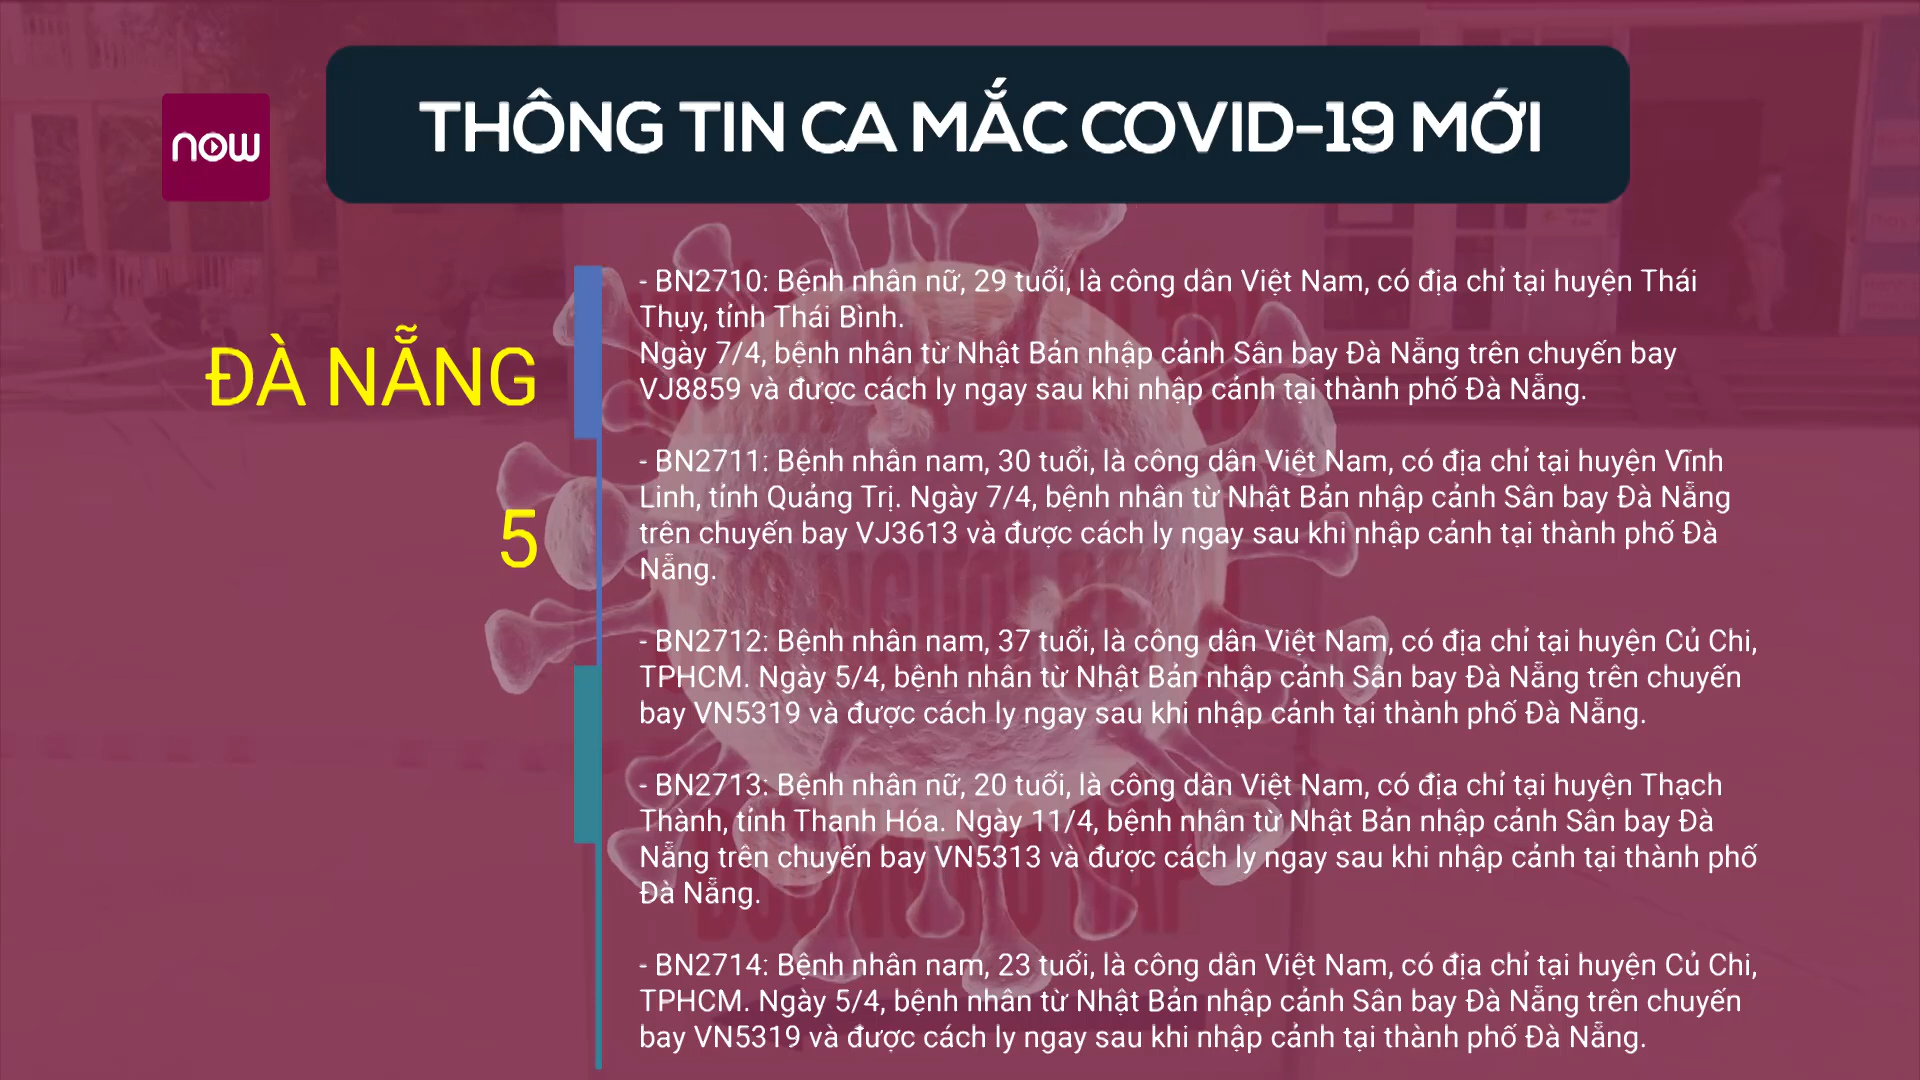 now
THÔNG TIN CA MẮC COVID-19 MỚI
ĐÀ NẴNG
5
- BN2710: Bệnh nhân nữ, 29 tuổi, là công dân Việt Nam, có địa chỉ tại huyện Thái
Thụy, tỉnh Thái Bình.
Ngày 7/4, bệnh nhân từ Nhật Bản nhập cảnh Sân bay Đà Nẵng trên chuyến bay
VJ8859 và được cách ly ngay sau khi nhập cảnh tại thành phố Đà Nẵng.
- BN2711: Bệnh nhân nam, 30 tuổi, là công dân Việt Nam, có địa chỉ tại huyện Vĩnh
Linh, tỉnh Quảng Trị. Ngày 7/4, bệnh nhân từ Nhật Bản nhập cảnh Sân bay Đà Nẵng
trên chuyến bay VJ3613 và được cách ly ngay sau khi nhập cảnh tại thành phố Đà
Nẵng.
- BN2712: Bệnh nhân nam, 37 tuổi, là công dân Việt Nam, có địa chỉ tại huyện Củ Chi,
TPHCM. Ngày 5/4, bệnh nhân từ Nhật Bản nhập cảnh Sân bay Đà Nẵng trên chuyến
bay VN5319 và được cách ly ngay sau khi nhập cảnh tại thành phố Đà Nẵng.
- BN2713: Bệnh nhân nữ, 20 tuổi, là công dân Việt Nam, có địa chỉ tại huyện Thạch
Thành, tỉnh Thanh Hóa. Ngày 11/4, bệnh nhân từ Nhật Bản nhập cảnh Sân bay Đà
Nẵng trên chuyến bay VN5313 và được cách ly ngay sau khi nhập cảnh tại thành phố
Đà Nẵng.
- BN2714: Bệnh nhân nam, 23 tuổi, là công dân Việt Nam, có địa chỉ tại huyện Củ Chi,
TPHCM. Ngày 5/4, bệnh nhân từ Nhật Bản nhập cảnh Sân bay Đà Nẵng trên chuyến
bay VN5319 và được cách ly ngay sau khi nhập cảnh tại thành phố Đà Nẵng.